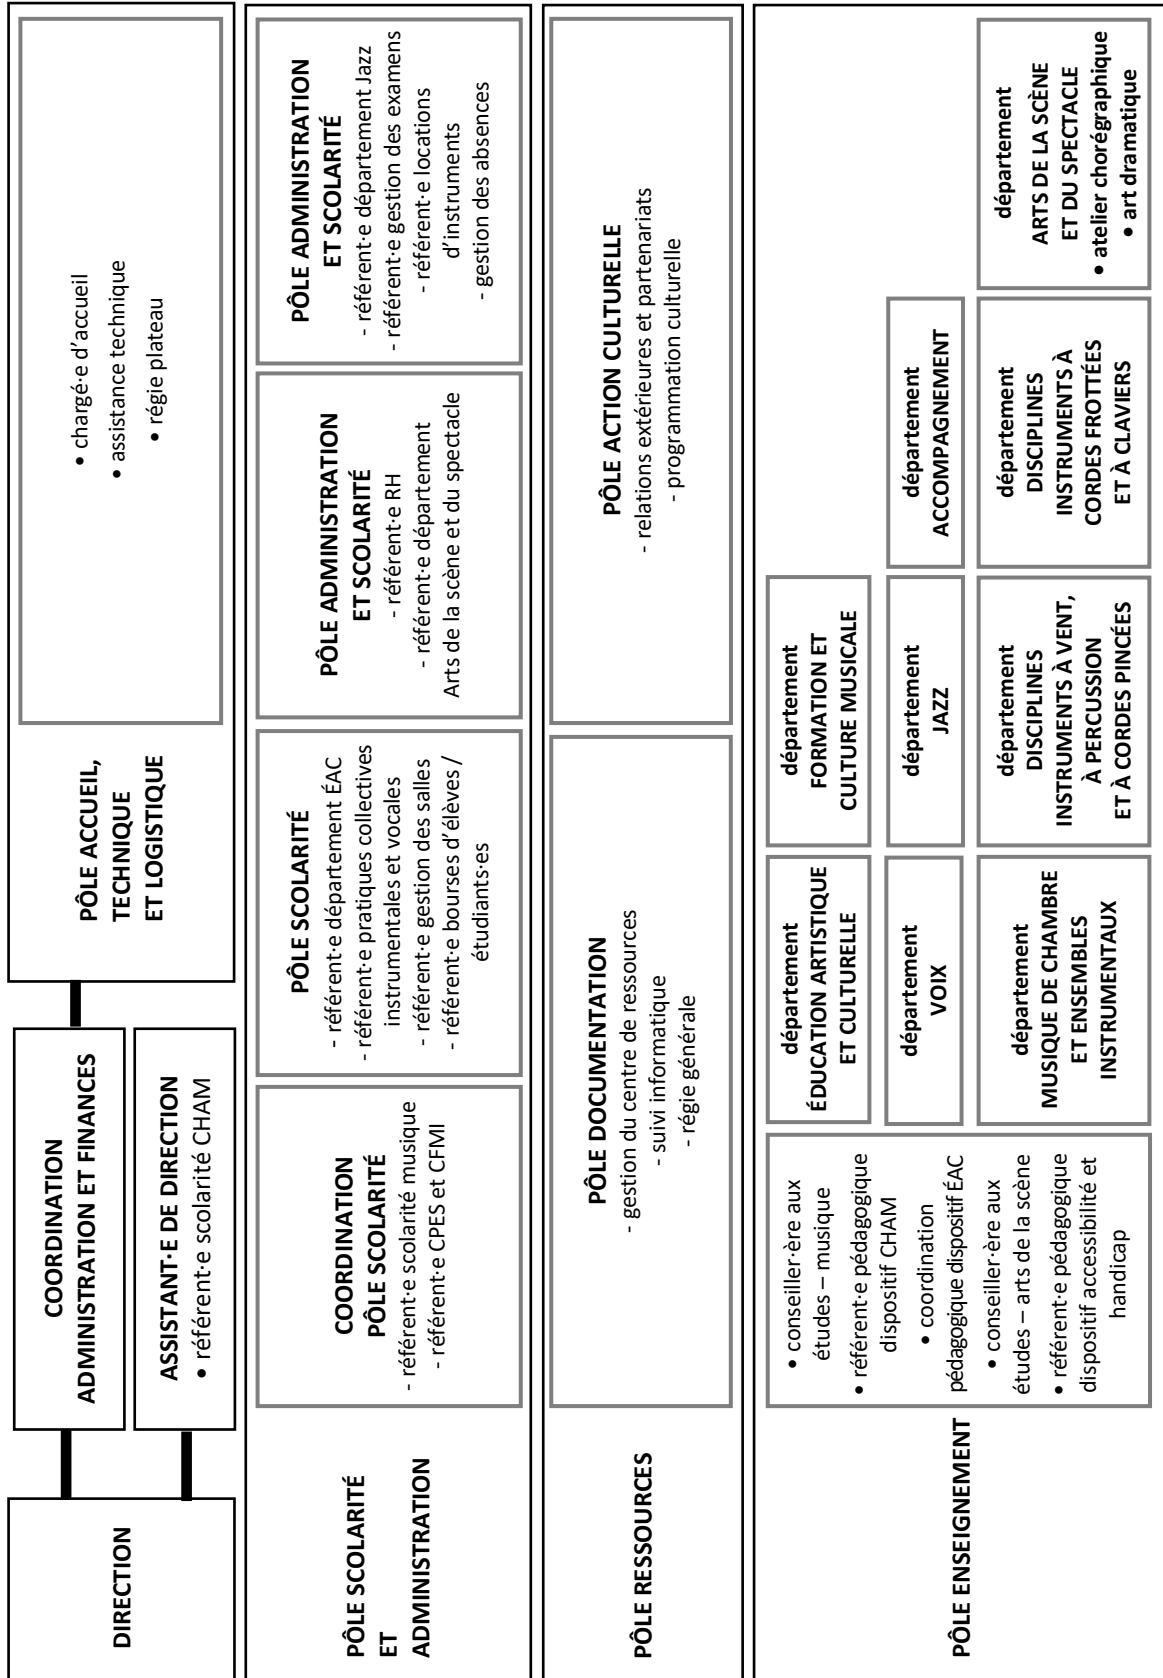 DIRECTION
COORDINATION
ADMINISTRATION ET FINANCES
ASSISTANT·E DE DIRECTION
• référent·e scolarité CHAM
PÔLE ACCUEIL,
TECHNIQUE
ET LOGISTIQUE
• chargé·e d’accueil
• assistance technique
• régie plateau
PÔLE SCOLARITÉ
ET
ADMINISTRATION
COORDINATION
PÔLE SCOLARITÉ
- référent·e scolarité musique
- référent·e CPES et CFMI
PÔLE SCOLARITÉ
- référent·e département ÉAC
- référent·e pratiques collectives
instrumentales et vocales
- référent·e gestion des salles
- référent·e bourses d’élèves /
étudiants·es
PÔLE ADMINISTRATION
ET SCOLARITÉ
- référent·e RH
- référent·e département
Arts de la scène et du spectacle
PÔLE ADMINISTRATION
ET SCOLARITÉ
- référent·e département Jazz
- référent·e gestion des examens
- référent·e locations
d’instruments
- gestion des absences
PÔLE RESSOURCES
PÔLE DOCUMENTATION
- gestion du centre de ressources
- suivi informatique
- régie générale
PÔLE ACTION CULTURELLE
- relations extérieures et partenariats
- programmation culturelle
PÔLE ENSEIGNEMENT
• conseiller·ère aux
études – musique
• référent·e pédagogique
dispositif CHAM
• coordination
pédagogique dispositif ÉAC
• conseiller·ère aux
études – arts de la scène
• référent·e pédagogique
dispositif accessibilité et
handicap
département
ÉDUCATION ARTISTIQUE
ET CULTURELLE
département
FORMATION ET
CULTURE MUSICALE
département
VOIX
département
JAZZ
département
ACCOMPAGNEMENT
département
MUSIQUE DE CHAMBRE
ET ENSEMBLES
INSTRUMENTAUX
département
DISCIPLINES
INSTRUMENTS À VENT,
À PERCUSSION
ET À CORDES PINCÉES
département
DISCIPLINES
INSTRUMENTS À
CORDES FROTTÉES
ET À CLAVIERS
département
ARTS DE LA SCÈNE
ET DU SPECTACLE
• atelier chorégraphique
• art dramatique